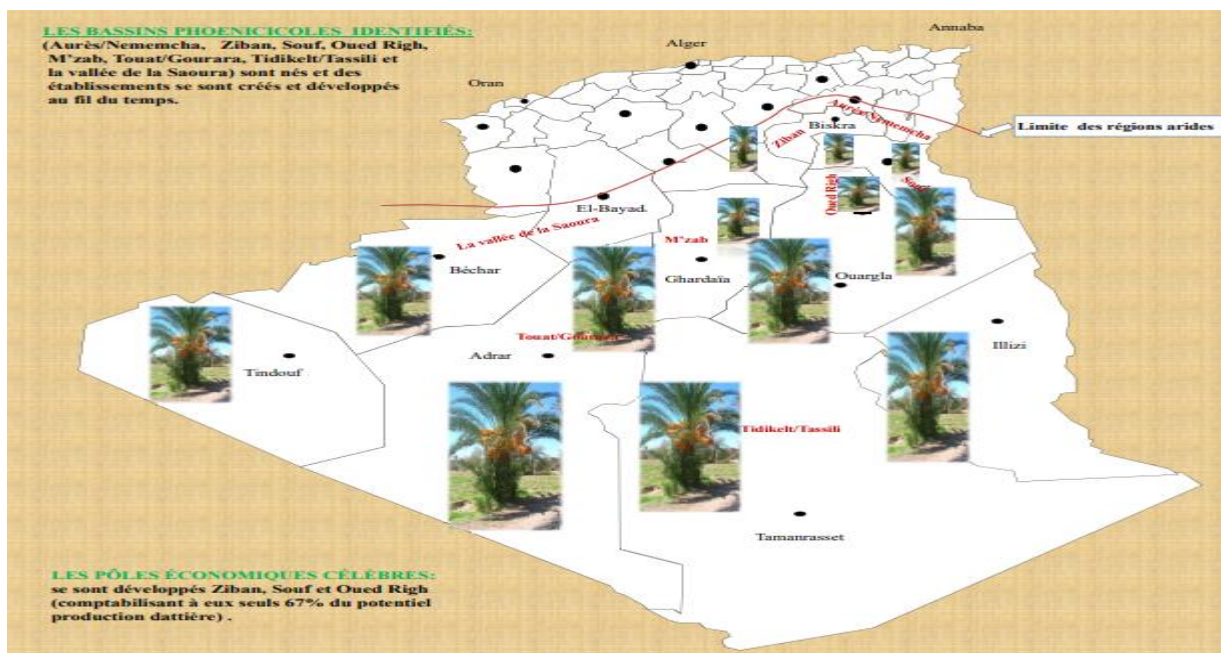 LES BASSINS PHOENICICOLES IDENTIFIÉS:
(Aurès/Nememcha, Ziban, Souf, Oued Righ,
M'zab, Touat/Gourara, Tidikelt/Tassili et
la vallée de la Saoura) sont nés et des
établissements se sont créés et développés
au fil du temps.
Annaba
Alger
Oran
Aurès/Nememcha
Limite des régions arides
Biskra
Ziban
Oued Righ
El-Bayad
La vallée de la Saoura
M'zab
Béchar
Ghardaïa
Ouargla
Touat/Gourara
Illizi
Adrar
Tindouf
Tidikelt/Tassili
Tamanrasset
LES PÔLES ÉCONOMIQUES CÉLÈBRES:
se sont développés Ziban, Souf et Oued Righ
(comptabilisant à eux seuls 67% du potentiel
production dattière) .